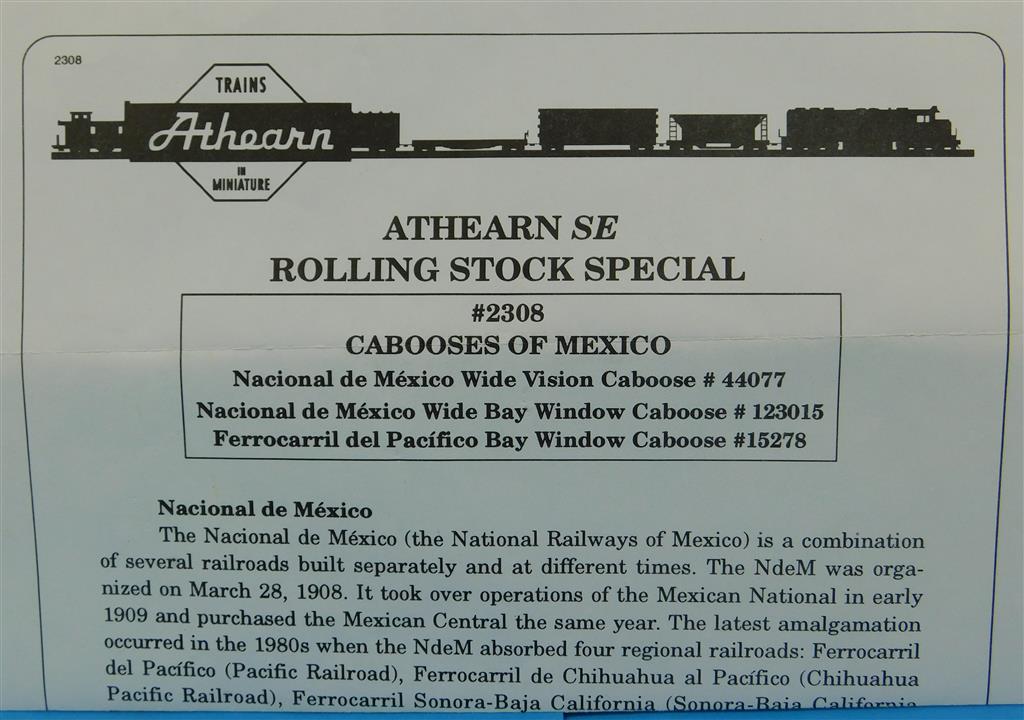 2308
TRAINS
Athearn
IN
MINIATURE
ATHEARN SE
ROLLING STOCK SPECIAL
#2308
CABOOSES OF MEXICO
Nacional de México Wide Vision Caboose # 44077
Nacional de México Wide Bay Window Caboose # 123015
Ferrocarril del Pacífico Bay Window Caboose #15278
Nacional de México
The Nacional de México (the National Railways of Mexico) is a combination
of several railroads built separately and at different times. The NdeM was orga-
nized on March 28, 1908. It took over operations of the Mexican National in early
1909 and purchased the Mexican Central the same year. The latest amalgamation
occurred in the 1980s when the NdeM absorbed four regional railroads: Ferrocarril
del Pacífico (Pacific Railroad), Ferrocarril de Chihuahua al Pacífico (Chihuahua
Pacific Railroad), Ferrocarril Sonora-Baja California (Sonora-Baja California